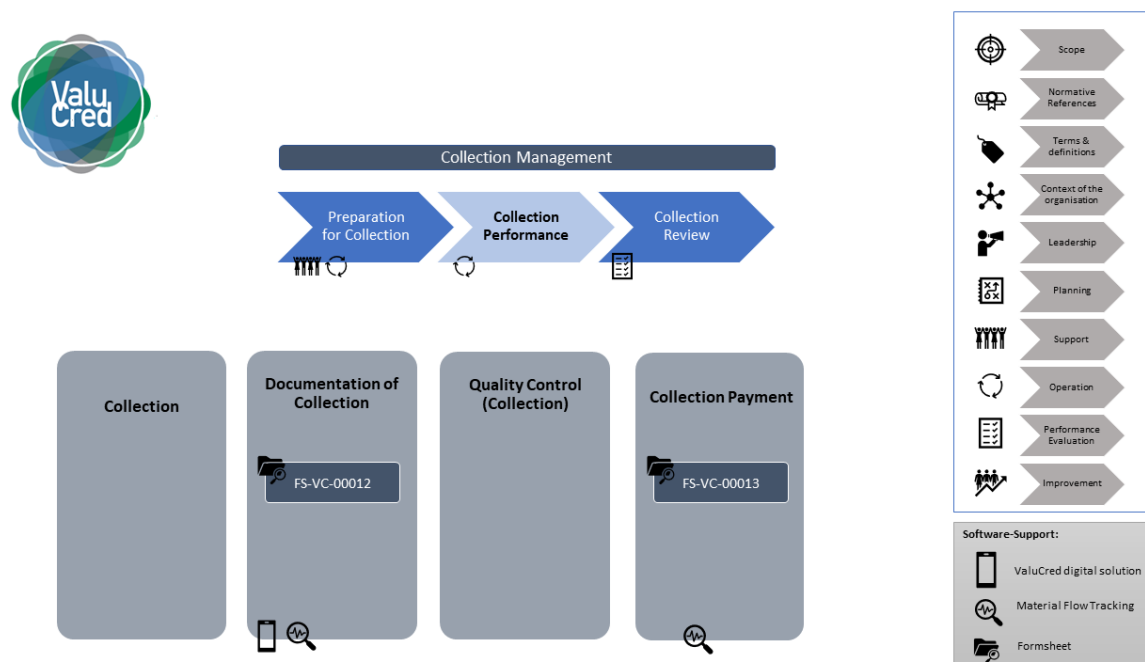 Valu
Cred
Collection Management
Preparation
for Collection
Collection
Performance
Collection
Review
Collection
Documentation of
Collection
FS-VC-00012
Quality Control
(Collection)
Collection Payment
FS-VC-00013
Scope
Normative
References
Terms &
definitions
Context of the
organisation
Leadership
Planning
Support
Operation
Performance
Evaluation
Improvement
Software-Support:
ValuCred digital solution
Material Flow Tracking
Formsheet